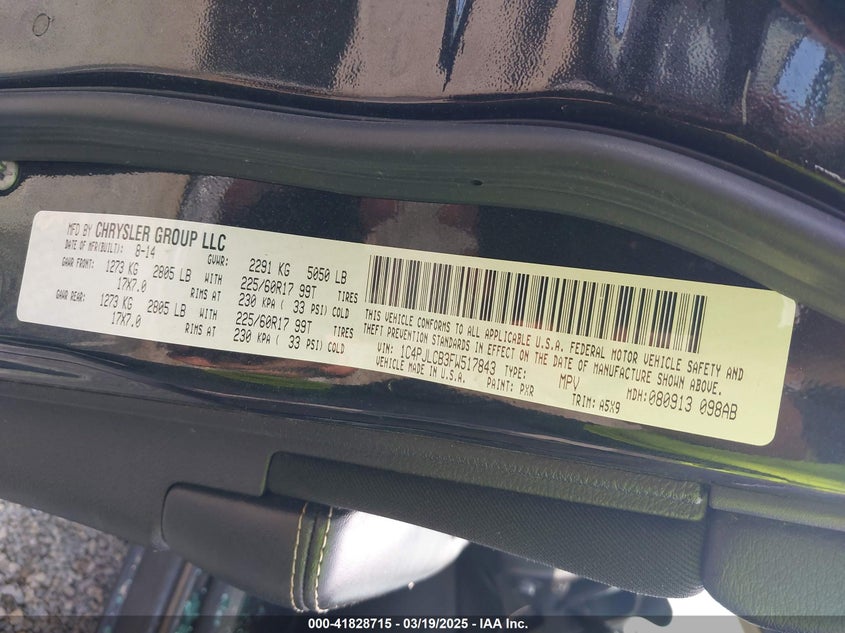 MFD BY CHRYSLER GROUP LLC
DATE OF MFR(BUILT): 8-14 GVWR: 2291 KG 5050 LB
GAWR FRONT: 1273 KG 2805 LB WITH 225/60R17 99T TIRES
17X7.0 RIMS AT 230 KPA ( 33 PSI) COLD
GAWR REAR: 1273 KG 2805 LB WITH 225/60R17 99T TIRES
17X7.0 RIMS AT 230 KPA ( 33 PSI) COLD
THIS VEHICLE CONFORMS TO ALL APPLICABLE U.S.A. FEDERAL MOTOR VEHICLE SAFETY AND
THEFT PREVENTION STANDARDS IN EFFECT ON THE DATE OF MANUFACTURE SHOWN ABOVE.
VIN: 1C4PJLCB3FW517843 TYPE: MPV MDH:080913 098AB
VEHICLE MADE IN U.S.A. PAINT: PXR TRIM: A5X9
000-41828715 — 03/19/2025 — IAA Inc.